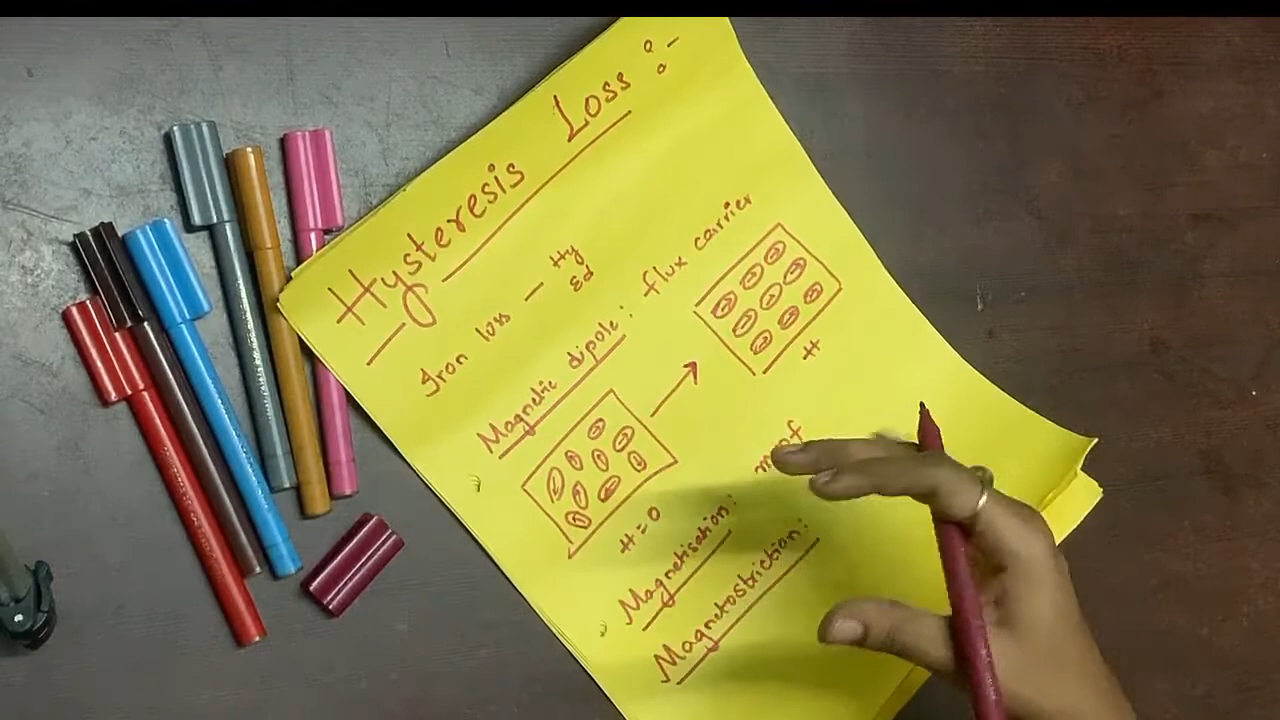 Hysteresis Loss :-
Iron loss - Hy
Ed
Magnetic dipole : flux carrier
H
H = 0
Magnetisation : mmf
Magnetostriction :